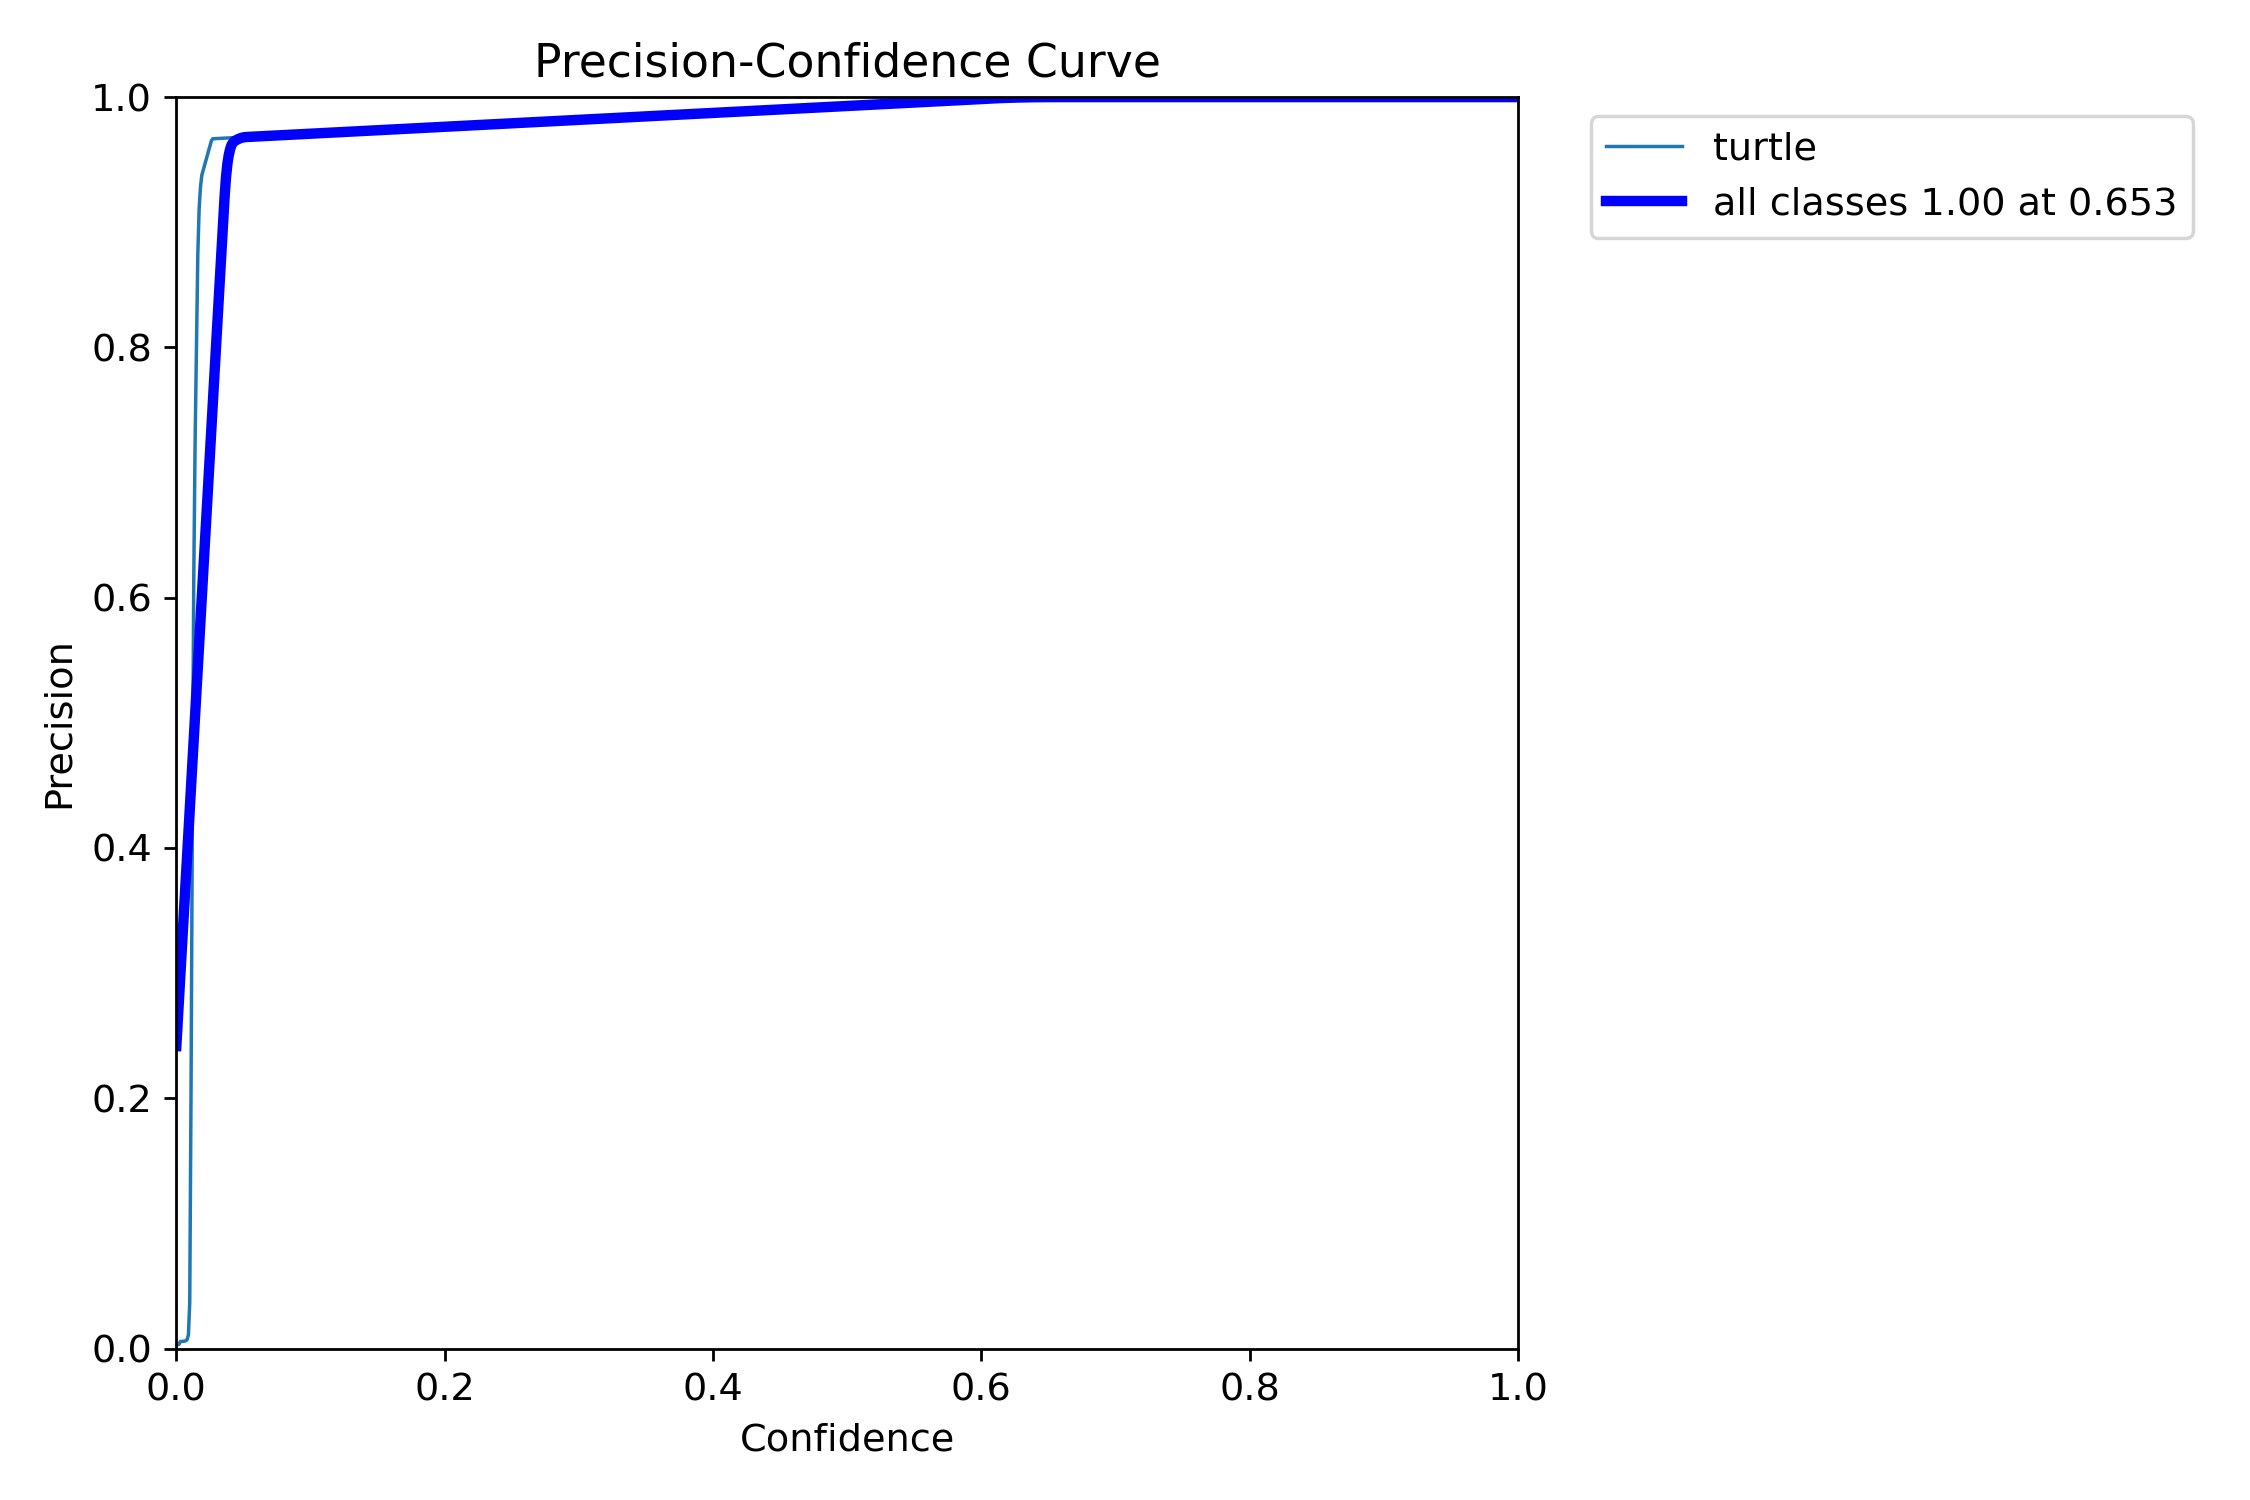 Precision-Confidence Curve
1.0
0.8
0.6
0.4
0.2
0.0
Precision
0.0 0.2 0.4 0.6 0.8 1.0
Confidence
turtle
all classes 1.00 at 0.653